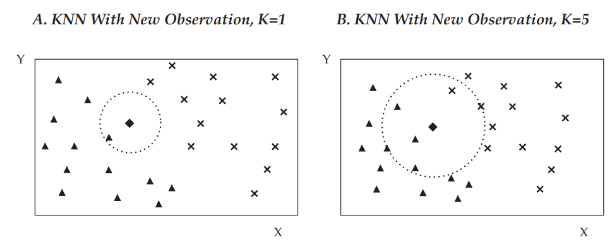 A. KNN With New Observation, K=1
B. KNN With New Observation, K=5
Y
Y
X
X